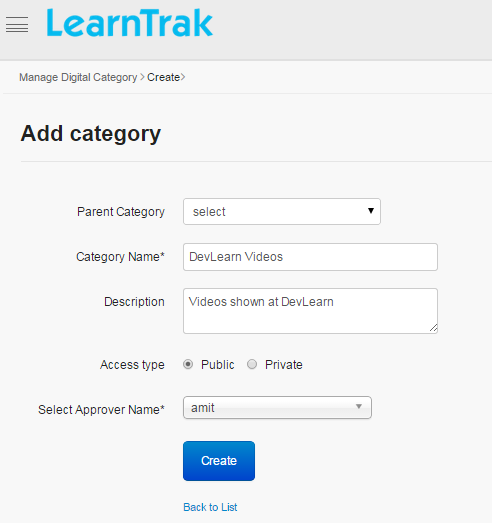 LearnTrak
Manage Digital Category > Create>
Add category
Parent Category select
Category Name* DevLearn Videos
Description Videos shown at DevLearn
Access type Public Private
Select Approver Name* amit
Create
Back to List